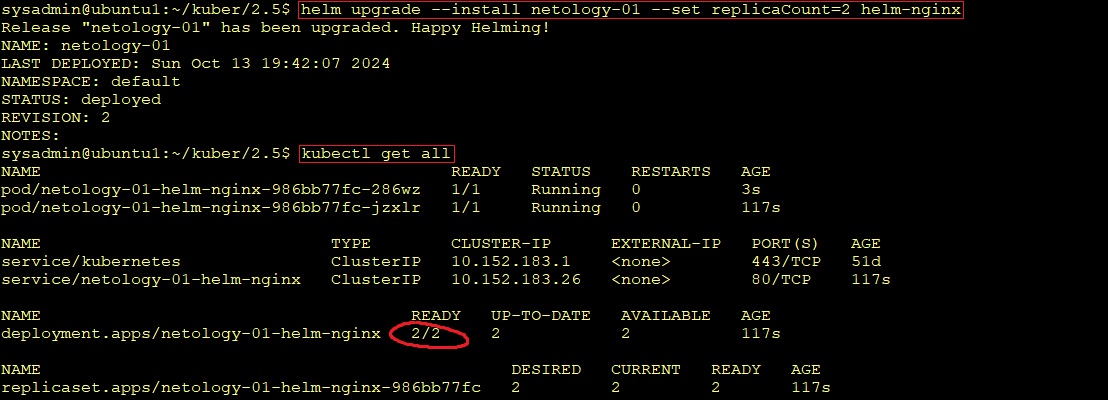 sysadmin@ubuntu1:~/kuber/2.5$ helm upgrade --install netology-01 --set replicaCount=2 helm-nginx
Release "netology-01" has been upgraded. Happy Helming!
NAME: netology-01
LAST DEPLOYED: Sun Oct 13 19:42:07 2024
NAMESPACE: default
STATUS: deployed
REVISION: 2
NOTES:
sysadmin@ubuntu1:~/kuber/2.5$ kubectl get all
NAME READY STATUS RESTARTS AGE
pod/netology-01-helm-nginx-986bb77fc-286wz 1/1 Running 0 3s
pod/netology-01-helm-nginx-986bb77fc-jzxlr 1/1 Running 0 117s
NAME TYPE CLUSTER-IP EXTERNAL-IP PORT(S) AGE
service/kubernetes ClusterIP 10.152.183.1 <none> 443/TCP 51d
service/netology-01-helm-nginx ClusterIP 10.152.183.26 <none> 80/TCP 117s
NAME READY UP-TO-DATE AVAILABLE AGE
deployment.apps/netology-01-helm-nginx 2/2 2 2 117s
NAME DESIRED CURRENT READY AGE
replicaset.apps/netology-01-helm-nginx-986bb77fc 2 2 2 117s